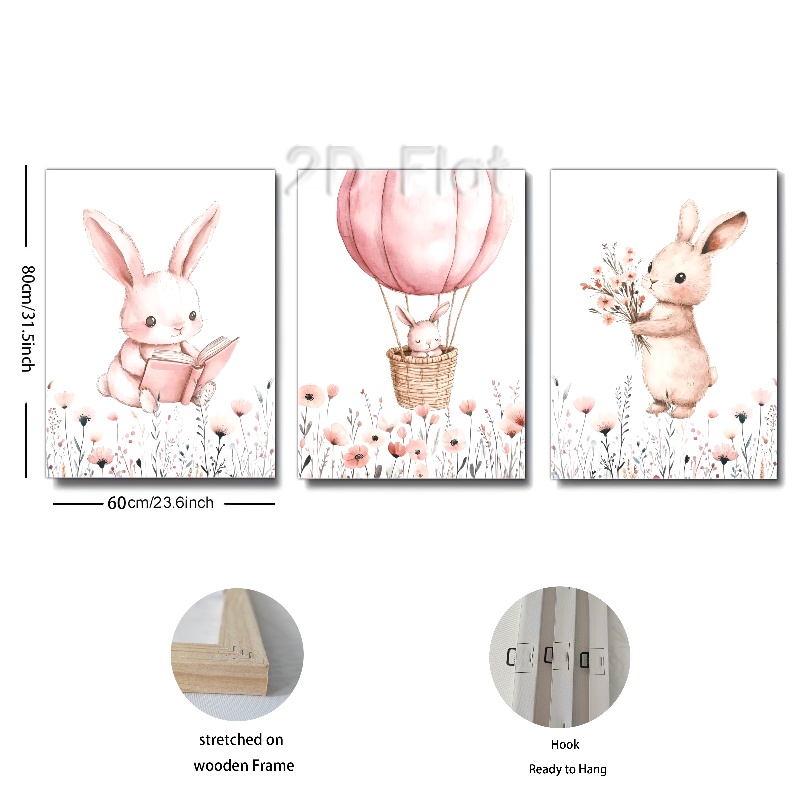 2D Flat
80cm/31.5inch
60cm/23.6inch
stretched on
wooden Frame
Hook
Ready to Hang